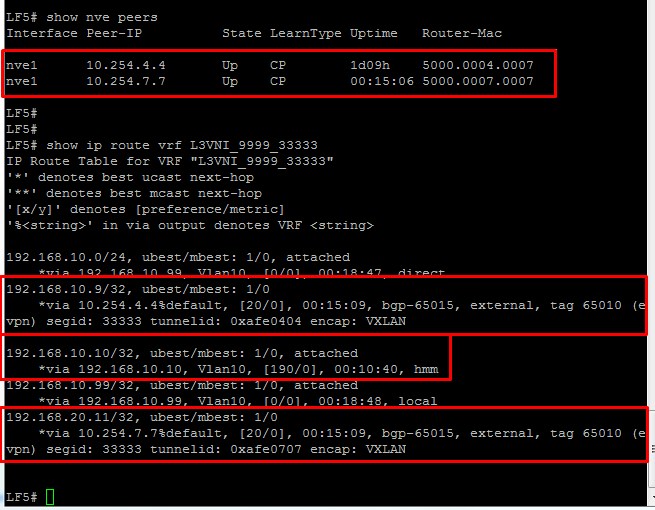 LF5# show nve peers
Interface Peer-IP          State LearnType Uptime   Router-Mac
nve1      10.254.4.4       Up    CP        1d09h    5000.0004.0007
nve1      10.254.7.7       Up    CP        00:15:06 5000.0007.0007
LF5#
LF5#
LF5# show ip route vrf L3VNI_9999_33333
IP Route Table for VRF "L3VNI_9999_33333"
'*' denotes best ucast next-hop
'**' denotes best mcast next-hop
'[x/y]' denotes [preference/metric]
'%<string>' in via output denotes VRF <string>
192.168.10.0/24, ubest/mbest: 1/0, attached
    *via 192.168.10.99, Vlan10, [0/0], 00:18:47, direct
192.168.10.9/32, ubest/mbest: 1/0
    *via 10.254.4.4%default, [20/0], 00:15:09, bgp-65015, external, tag 65010 (e
vpn) segid: 33333 tunnelid: 0xafe0404 encap: VXLAN
192.168.10.10/32, ubest/mbest: 1/0, attached
    *via 192.168.10.10, Vlan10, [190/0], 00:10:40, hmm
192.168.10.99/32, ubest/mbest: 1/0, attached
    *via 192.168.10.99, Vlan10, [0/0], 00:18:48, local
192.168.20.11/32, ubest/mbest: 1/0
    *via 10.254.7.7%default, [20/0], 00:15:09, bgp-65015, external, tag 65010 (e
vpn) segid: 33333 tunnelid: 0xafe0707 encap: VXLAN
LF5#